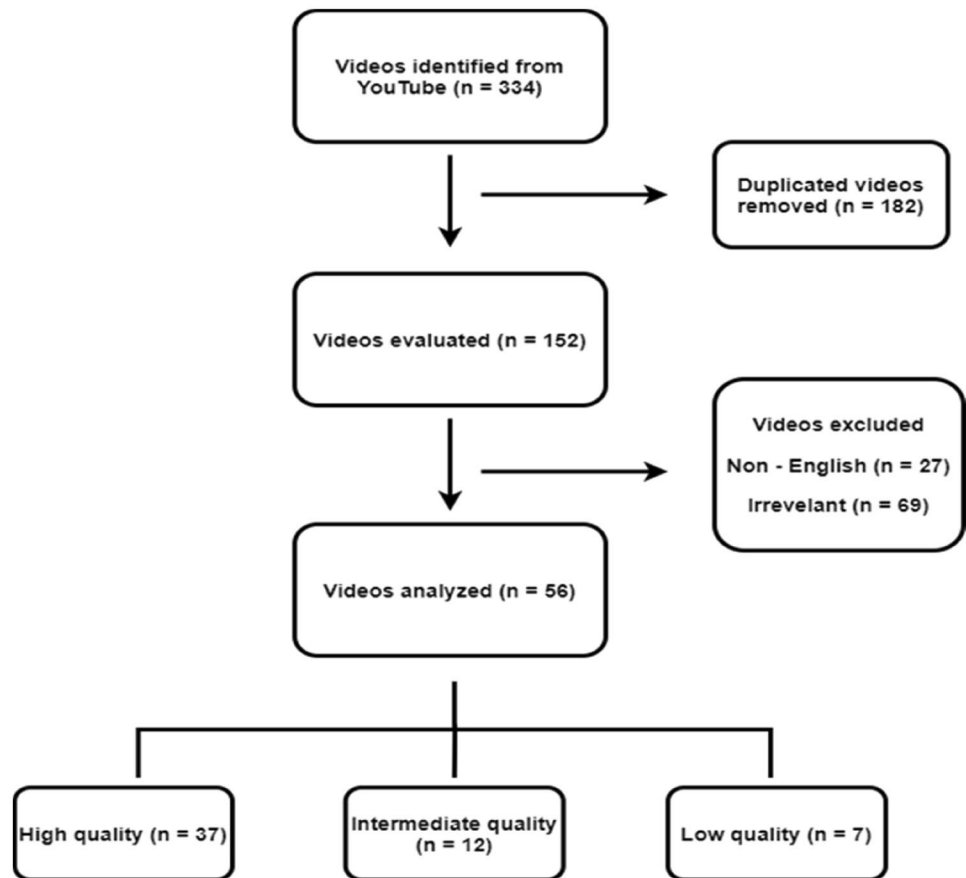 Videos identified from
YouTube (n = 334)
Duplicated videos
removed (n = 182)
Videos evaluated (n = 152)
Videos excluded
Non - English (n = 27)
Irrevelant (n = 69)
Videos analyzed (n = 56)
High quality (n = 37)
Intermediate quality
(n = 12)
Low quality (n = 7)